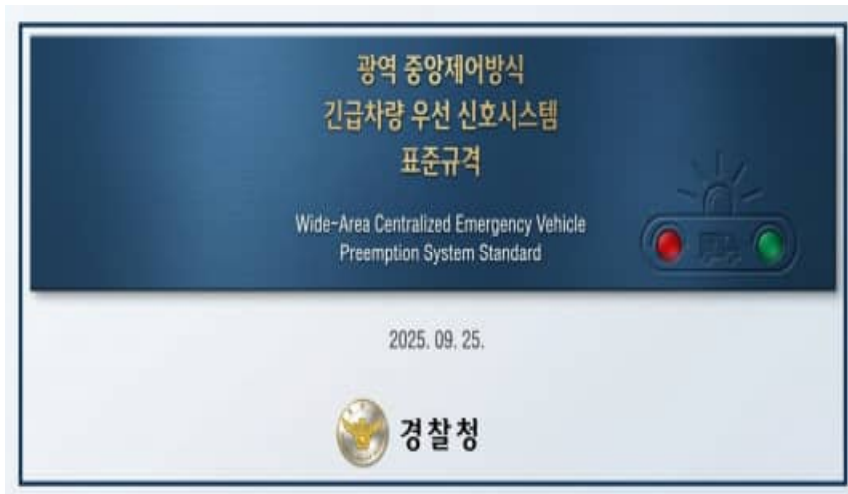 광역 중앙제어방식
긴급차량 우선 신호시스템
표준규격
Wide-Area Centralized Emergency Vehicle
Preemption System Standard
2025. 09. 25.
경찰청